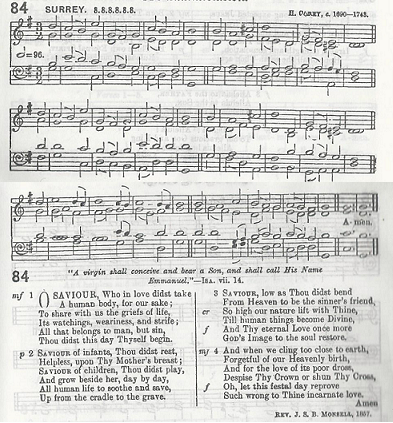 84 SURREY. 8.8.8.8.8.8. H. COREY, c. 1690—1745.
=96.
A- men.
84
"A virgin shall conceive and bear a Son, and shall call His Name
Emmanuel."—ISA. vii. 14.
mf 1 O SAVIOUR, Who in love didst take
A human body, for our sake;
To share with us the griefs of life,
Its watchings, weariness, and strife;
All that belongs to man, but sin,
Thou didst this day Thyself begin.
p 2 SAVIOUR of infants, Thou didst rest,
Helpless, upon Thy Mother's breast;
SAVIOUR of children, Thou didst play,
And grow beside her, day by day,
All human life to soothe and save,
Up from the cradle to the grave.
3 SAVIOUR, low as Thou didst bend
From Heaven to be the sinner's friend,
cr So high our nature lift with Thine,
Till human things become Divine,
f And Thy eternal Love once more
GOD'S Image to the soul restore.
mf 4 And when we cling too close to earth,
Forgetful of our Heavenly birth,
And for the love of its poor dross,
Despise Thy Crown or shun Thy Cross,
f Oh, let this festal day reprove
Such wrong to Thine incarnate love.
Amen
REV. J. S. B. MONSELL, 1857.